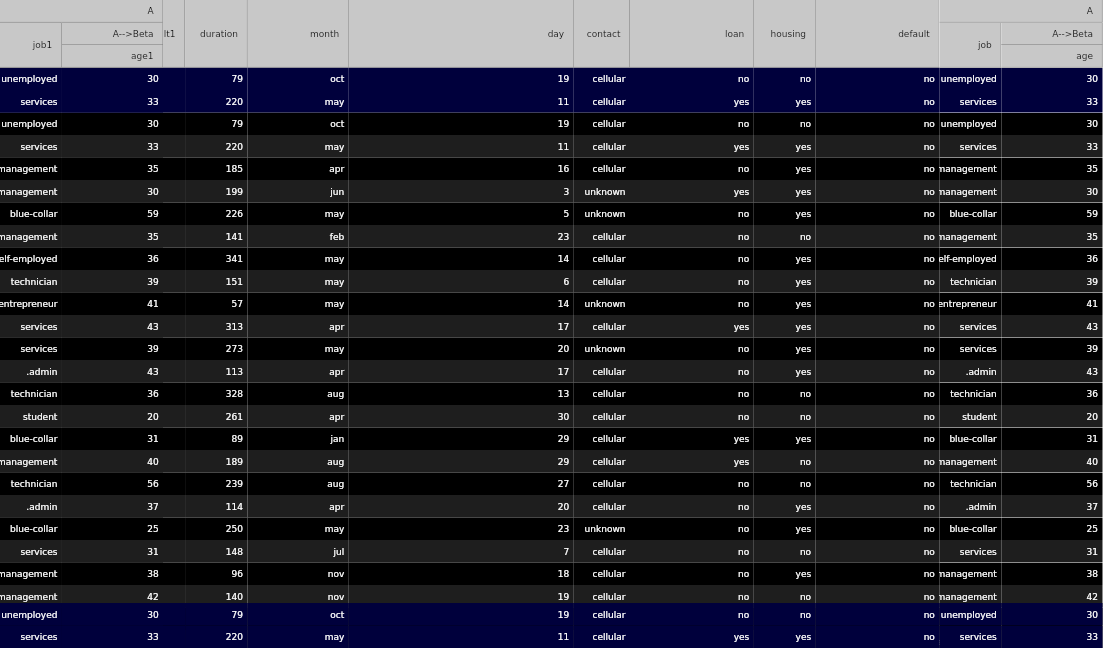 A A
job1 A-->Beta lt1 duration month day contact loan housing default job A-->Beta
age1 age
unemployed 30 79 oct 19 cellular no no no unemployed 30
services 33 220 may 11 cellular yes yes no services 33
unemployed 30 79 oct 19 cellular no no no unemployed 30
services 33 220 may 11 cellular yes yes no services 33
management 35 185 apr 16 cellular no yes no management 35
management 30 199 jun 3 unknown yes yes no management 30
blue-collar 59 226 may 5 unknown no yes no blue-collar 59
management 35 141 feb 23 cellular no no no management 35
elf-employed 36 341 may 14 cellular no yes no elf-employed 36
technician 39 151 may 6 cellular no yes no technician 39
entrepreneur 41 57 may 14 unknown no yes no entrepreneur 41
services 43 313 apr 17 cellular yes yes no services 43
services 39 273 may 20 unknown no yes no services 39
.admin 43 113 apr 17 cellular no yes no .admin 43
technician 36 328 aug 13 cellular no no no technician 36
student 20 261 apr 30 cellular no no no student 20
blue-collar 31 89 jan 29 cellular yes yes no blue-collar 31
management 40 189 aug 29 cellular yes no no management 40
technician 56 239 aug 27 cellular no no no technician 56
.admin 37 114 apr 20 cellular no yes no .admin 37
blue-collar 25 250 may 23 unknown no yes no blue-collar 25
services 31 148 jul 7 cellular no no no services 31
management 38 96 nov 18 cellular no yes no management 38
management 42 140 nov 19 cellular no no no management 42
unemployed 30 79 oct 19 cellular no no no unemployed 30
services 33 220 may 11 cellular yes yes no services 33